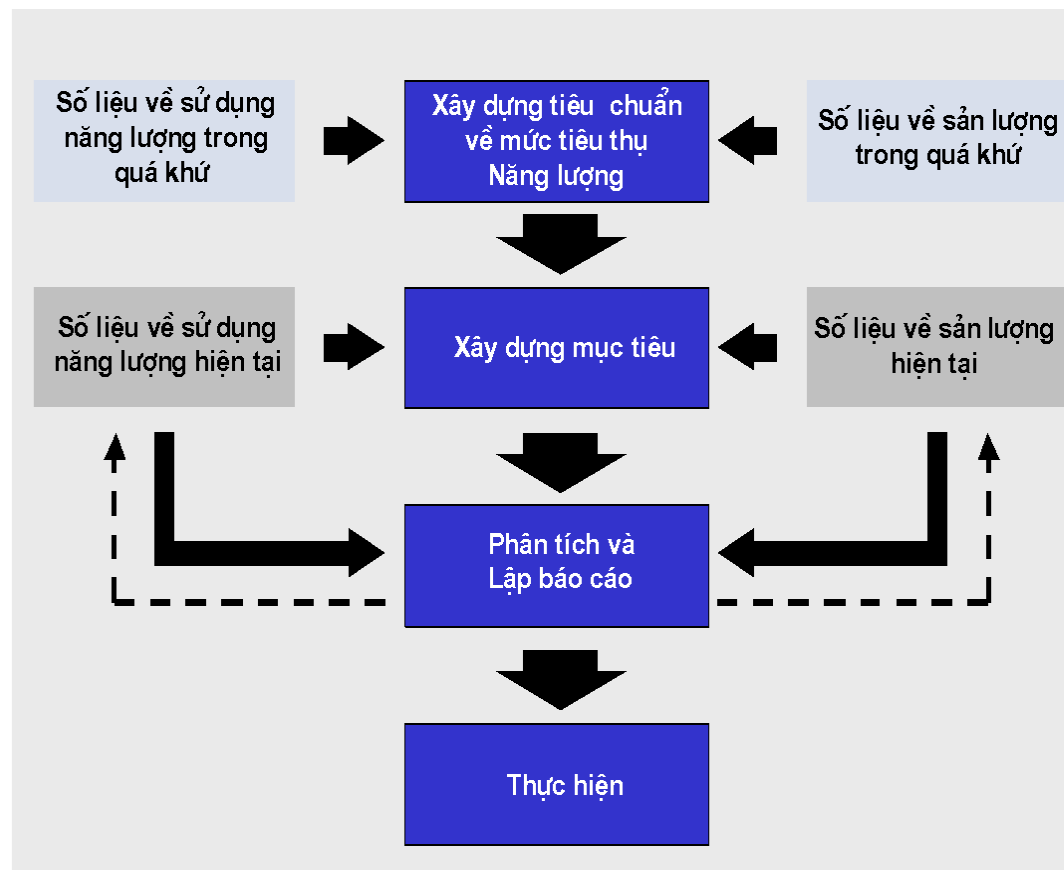 Số liệu về sử dụng
năng lượng trong
quá khứ
Xây dựng tiêu chuẩn
về mức tiêu thụ
Năng lượng
Số liệu về sản lượng
trong quá khứ
Số liệu về sử dụng
năng lượng hiện tại
Xây dựng mục tiêu
Số liệu về sản lượng
hiện tại
Phân tích và
Lập báo cáo
Thực hiện